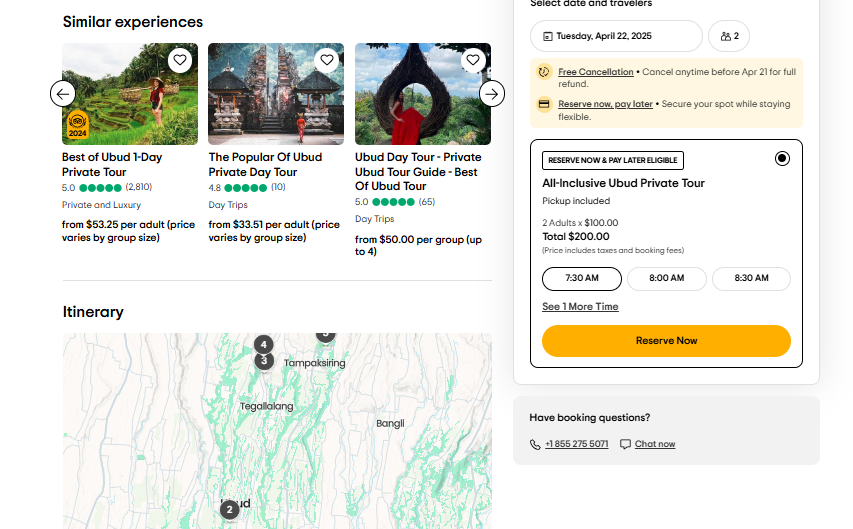 Similar experiences
2024
Best of Ubud 1-Day
Private Tour
5.0 (2,810)
Private and Luxury
from $53.25 per adult (price
varies by group size)
The Popular Of Ubud
Private Day Tour
4.8 (10)
Day Trips
from $33.51 per adult (price
varies by group size)
Ubud Day Tour - Private
Ubud Tour Guide - Best
Of Ubud Tour
5.0 (65)
Day Trips
from $50.00 per group (up
to 4)
Itinerary
4
3
Tampaksiring
Tegallalang
Bangli
2
Select date and travelers
Tuesday, April 22, 2025
2
Free Cancellation • Cancel anytime before Apr 21 for full
refund.
Reserve now, pay later • Secure your spot while staying
flexible.
RESERVE NOW & PAY LATER ELIGIBLE
All-Inclusive Ubud Private Tour
Pickup included
2 Adults x $100.00
Total $200.00
(Price includes taxes and booking fees)
7:30 AM
8:00 AM
8:30 AM
See 1 More Time
Reserve Now
Have booking questions?
+1 855 275 5071
Chat now